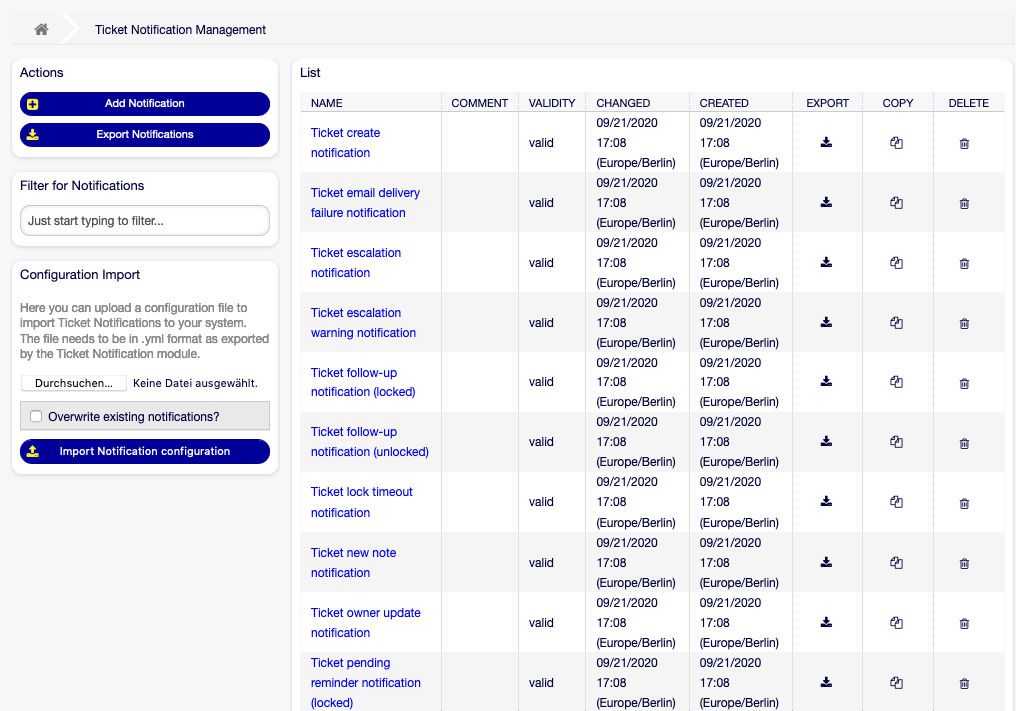 Ticket Notification Management
Actions
Add Notification
Export Notifications
Filter for Notifications
Just start typing to filter...
Configuration Import
Here you can upload a configuration file to
import Ticket Notifications to your system.
The file needs to be in .yml format as exported
by the Ticket Notification module.
Durchsuchen... Keine Datei ausgewählt.
Overwrite existing notifications?
Import Notification configuration
List
NAME COMMENT VALIDITY CHANGED CREATED EXPORT COPY DELETE
Ticket create
notification
valid
09/21/2020
17:08
(Europe/Berlin)
09/21/2020
17:08
(Europe/Berlin)
Ticket email delivery
failure notification
valid
09/21/2020
17:08
(Europe/Berlin)
09/21/2020
17:08
(Europe/Berlin)
Ticket escalation
notification
valid
09/21/2020
17:08
(Europe/Berlin)
09/21/2020
17:08
(Europe/Berlin)
Ticket escalation
warning notification
valid
09/21/2020
17:08
(Europe/Berlin)
09/21/2020
17:08
(Europe/Berlin)
Ticket follow-up
notification (locked)
valid
09/21/2020
17:08
(Europe/Berlin)
09/21/2020
17:08
(Europe/Berlin)
Ticket follow-up
notification (unlocked)
valid
09/21/2020
17:08
(Europe/Berlin)
09/21/2020
17:08
(Europe/Berlin)
Ticket lock timeout
notification
valid
09/21/2020
17:08
(Europe/Berlin)
09/21/2020
17:08
(Europe/Berlin)
Ticket new note
notification
valid
09/21/2020
17:08
(Europe/Berlin)
09/21/2020
17:08
(Europe/Berlin)
Ticket owner update
notification
valid
09/21/2020
17:08
(Europe/Berlin)
09/21/2020
17:08
(Europe/Berlin)
Ticket pending
reminder notification
(locked)
valid
09/21/2020
17:08
(Europe/Berlin)
09/21/2020
17:08
(Europe/Berlin)